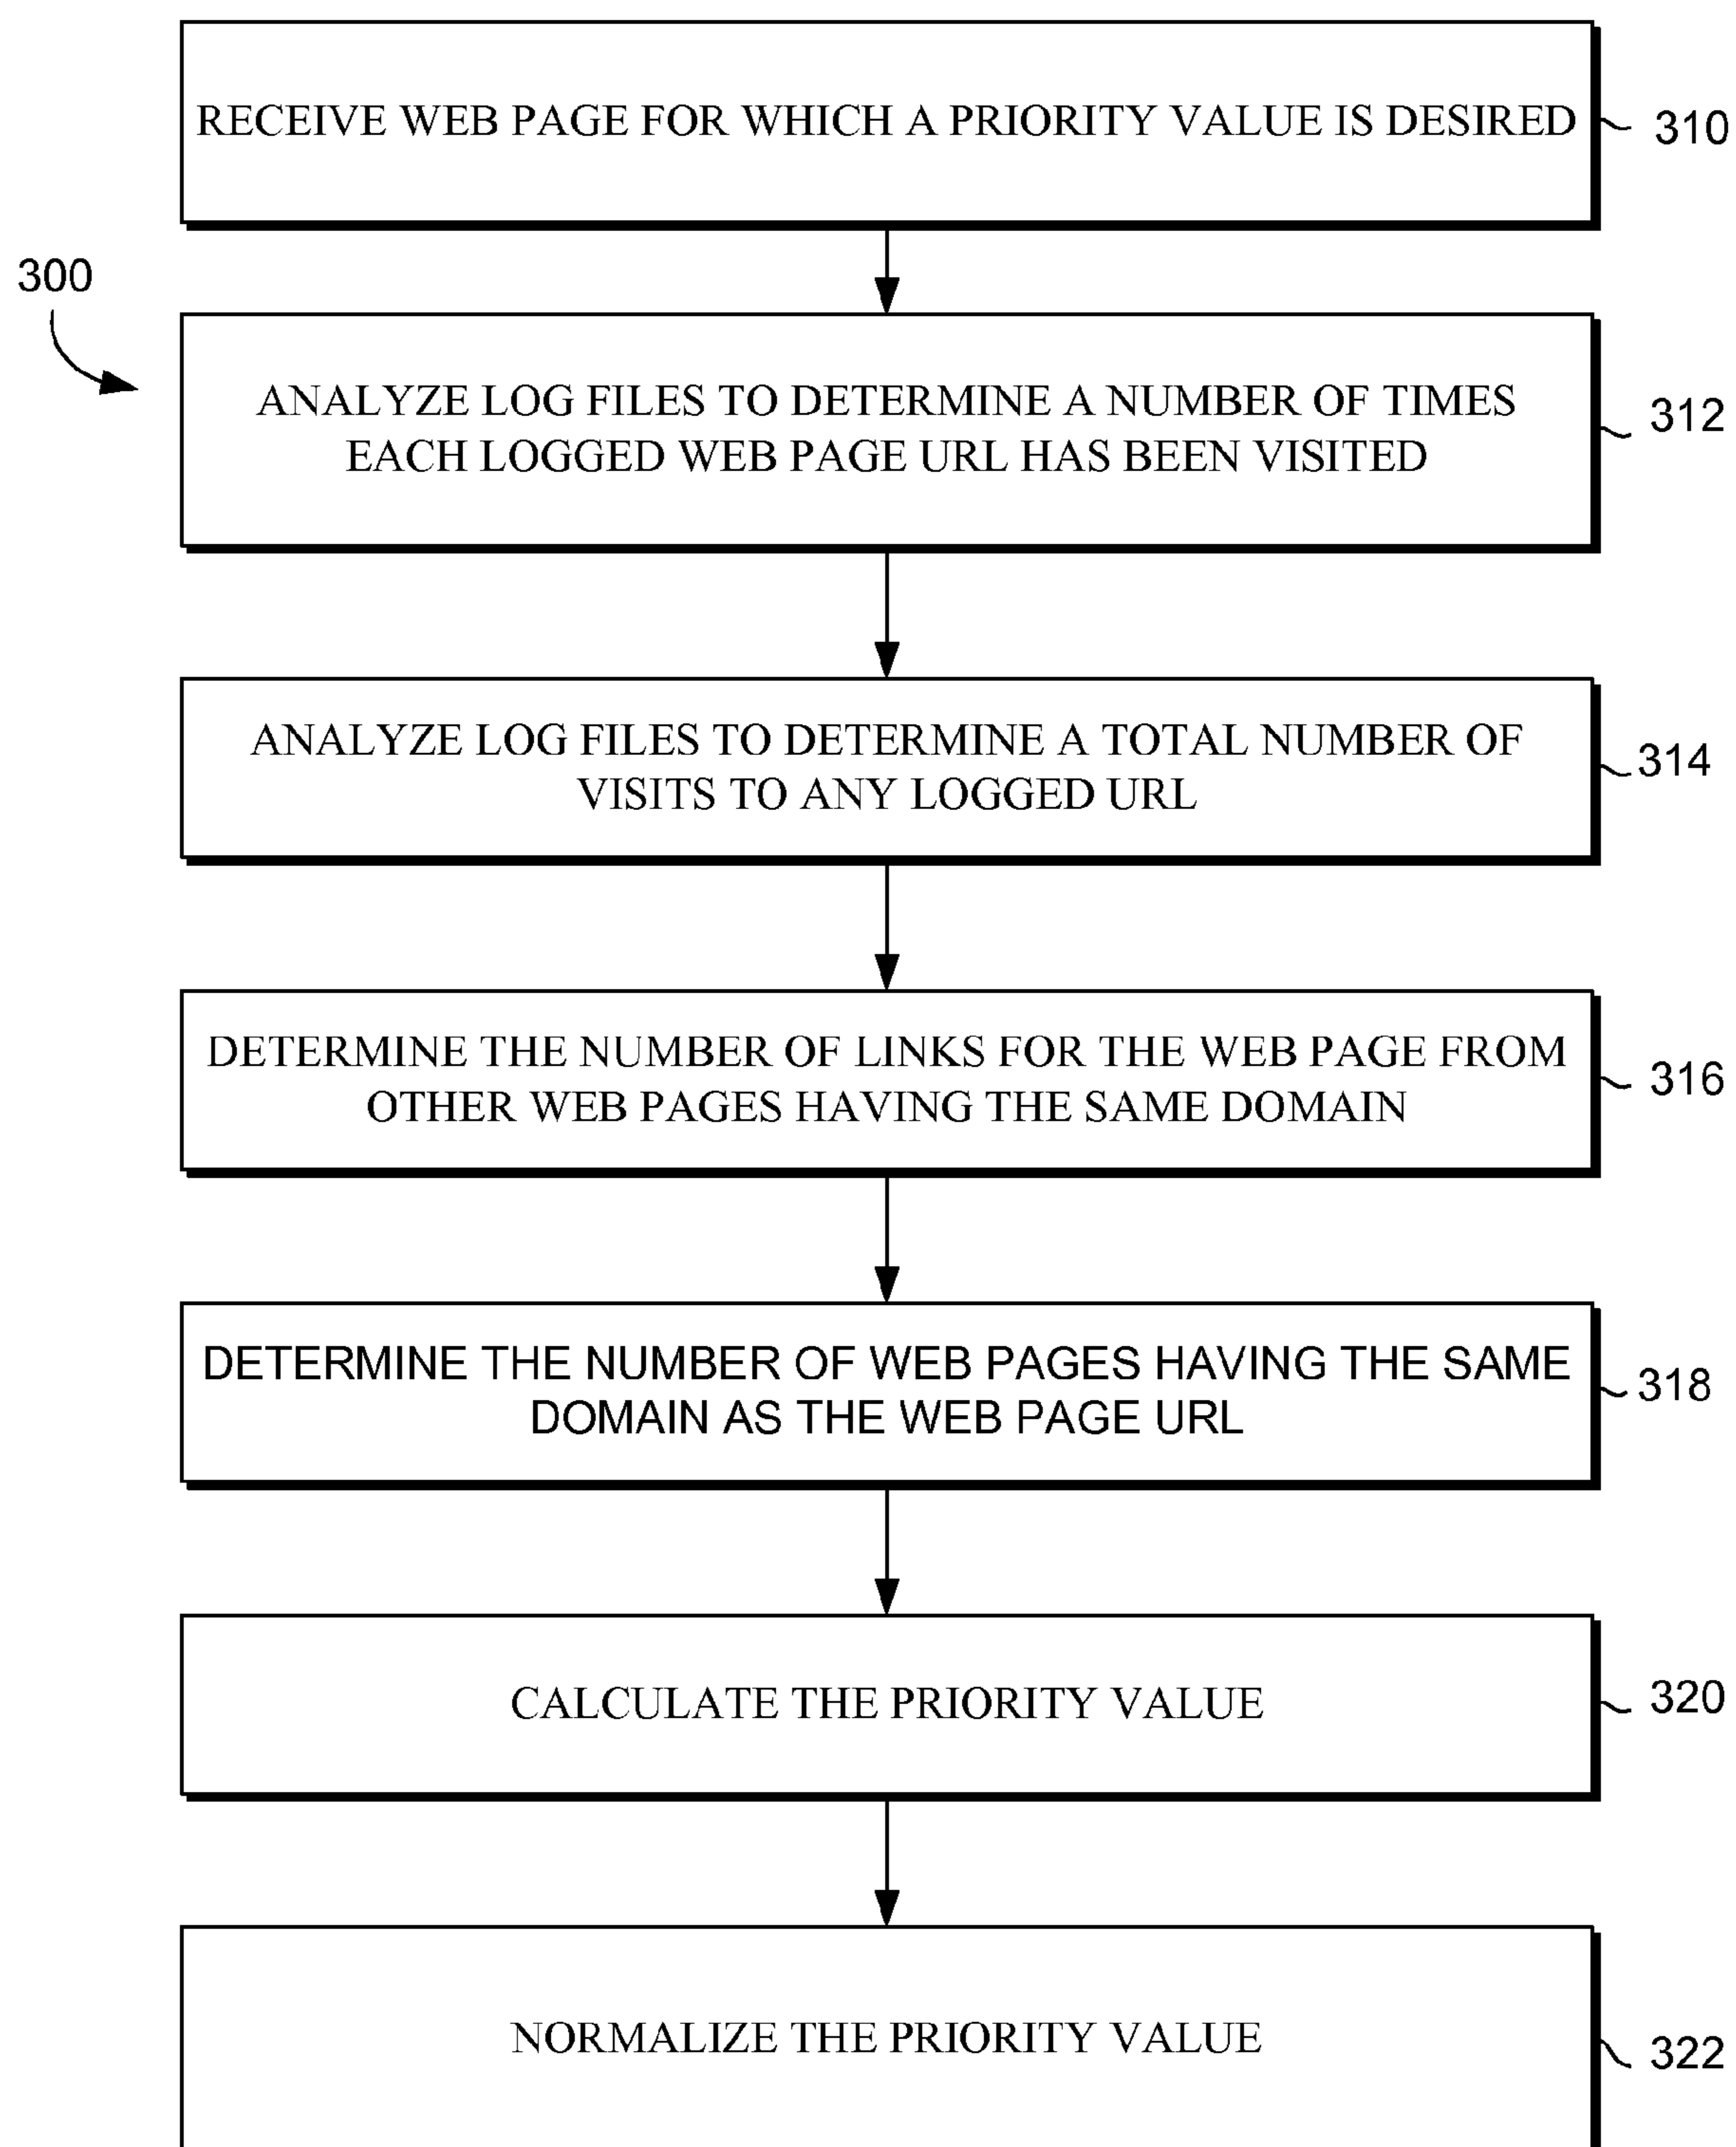 RECEIVE WEB PAGE FOR WHICH A PRIORITY VALUE IS DESIRED
310
300
ANALYZE LOG FILES TO DETERMINE A NUMBER OF TIMES
EACH LOGGED WEB PAGE URL HAS BEEN VISITED
312
ANALYZE LOG FILES TO DETERMINE A TOTAL NUMBER OF
VISITS TO ANY LOGGED URL
314
DETERMINE THE NUMBER OF LINKS FOR THE WEB PAGE FROM
OTHER WEB PAGES HAVING THE SAME DOMAIN
316
DETERMINE THE NUMBER OF WEB PAGES HAVING THE SAME
DOMAIN AS THE WEB PAGE URL
318
CALCULATE THE PRIORITY VALUE
320
NORMALIZE THE PRIORITY VALUE
322